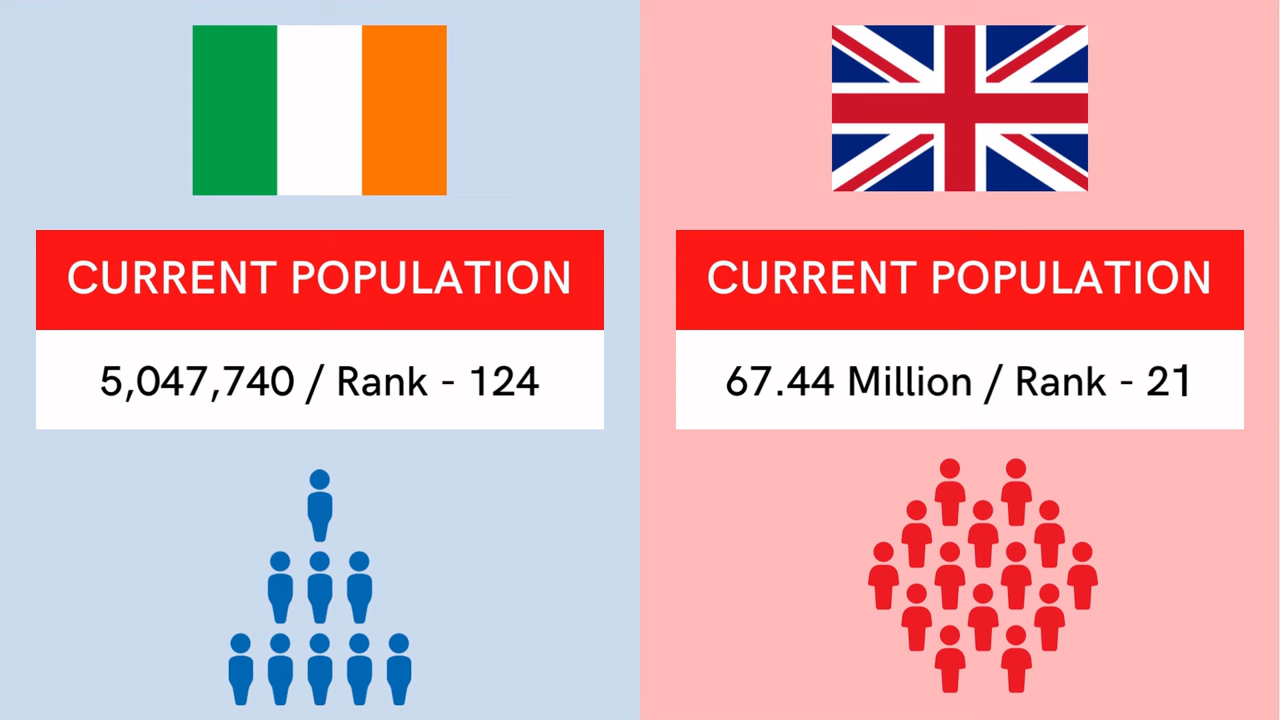 CURRENT POPULATION
5,047,740 / Rank - 124
CURRENT POPULATION
67.44 Million / Rank - 21